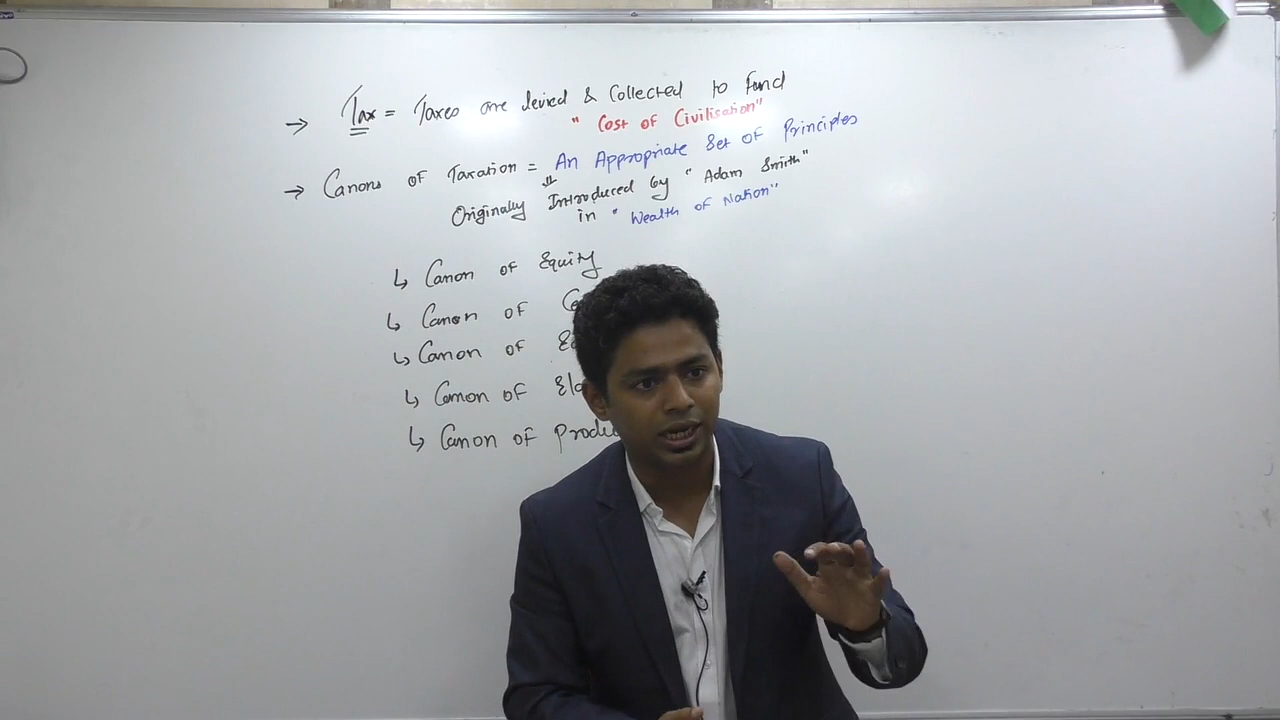 → Tax = Taxes are levied & Collected to Fund
" Cost of Civilisation"
→ Canons of Taxation = An Appropriate Set of Principles
Originally Introduced by " Adam Smith"
in " Wealth of Nation"
↳ Canon of Equity
↳ Canon of
↳ Canon of
↳ Canon of
↳ Canon of